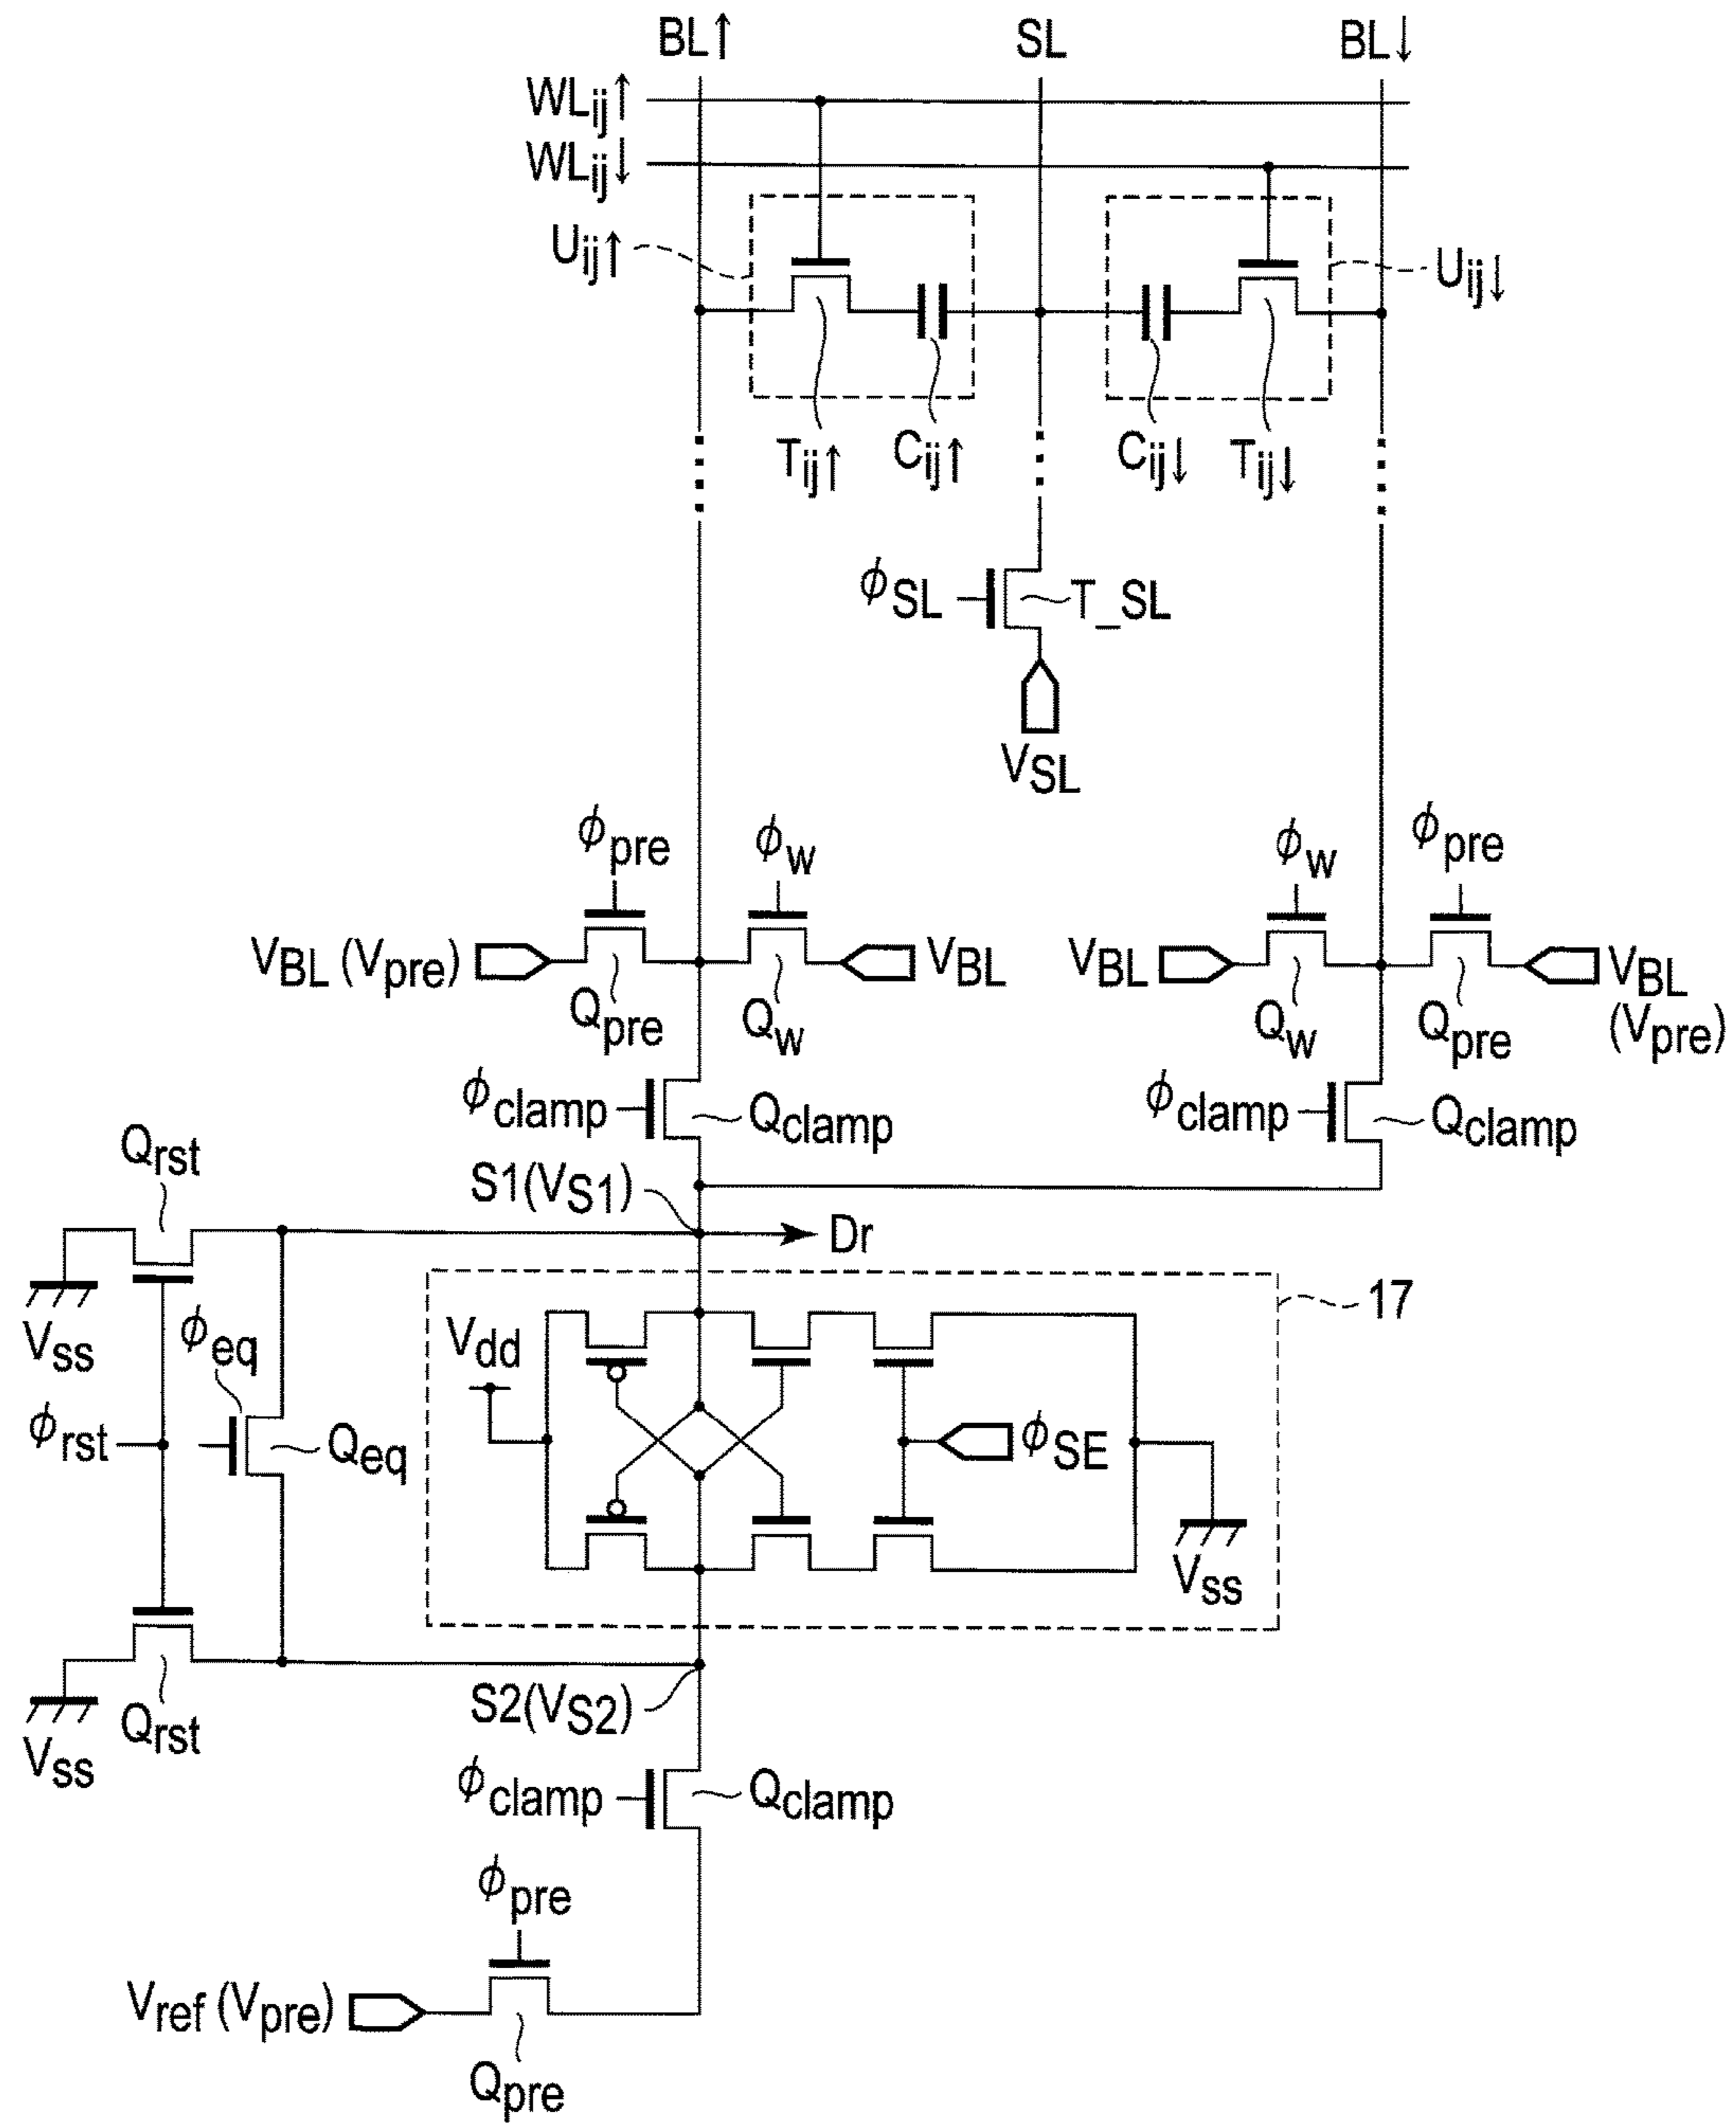 BL↑ SL BL↓
WLij↑
WLij↓
Uij↑ Uij↓
Tij↑ Cij↑ Cij↓ Tij↓
ϕSL T_SL
VSL
ϕpre ϕw ϕw ϕpre
VBL (Vpre) VBL VBL VBL
(Vpre)
Qpre Qw Qw Qpre
ϕclamp Qclamp ϕclamp Qclamp
Qrst
S1(VS1)
Dr
17
Vss
ϕeq
Vdd
ϕrst Qeq ϕSE
Vss
S2(VS2)
Qrst
Vss
ϕclamp Qclamp
ϕpre
Vref (Vpre)
Qpre